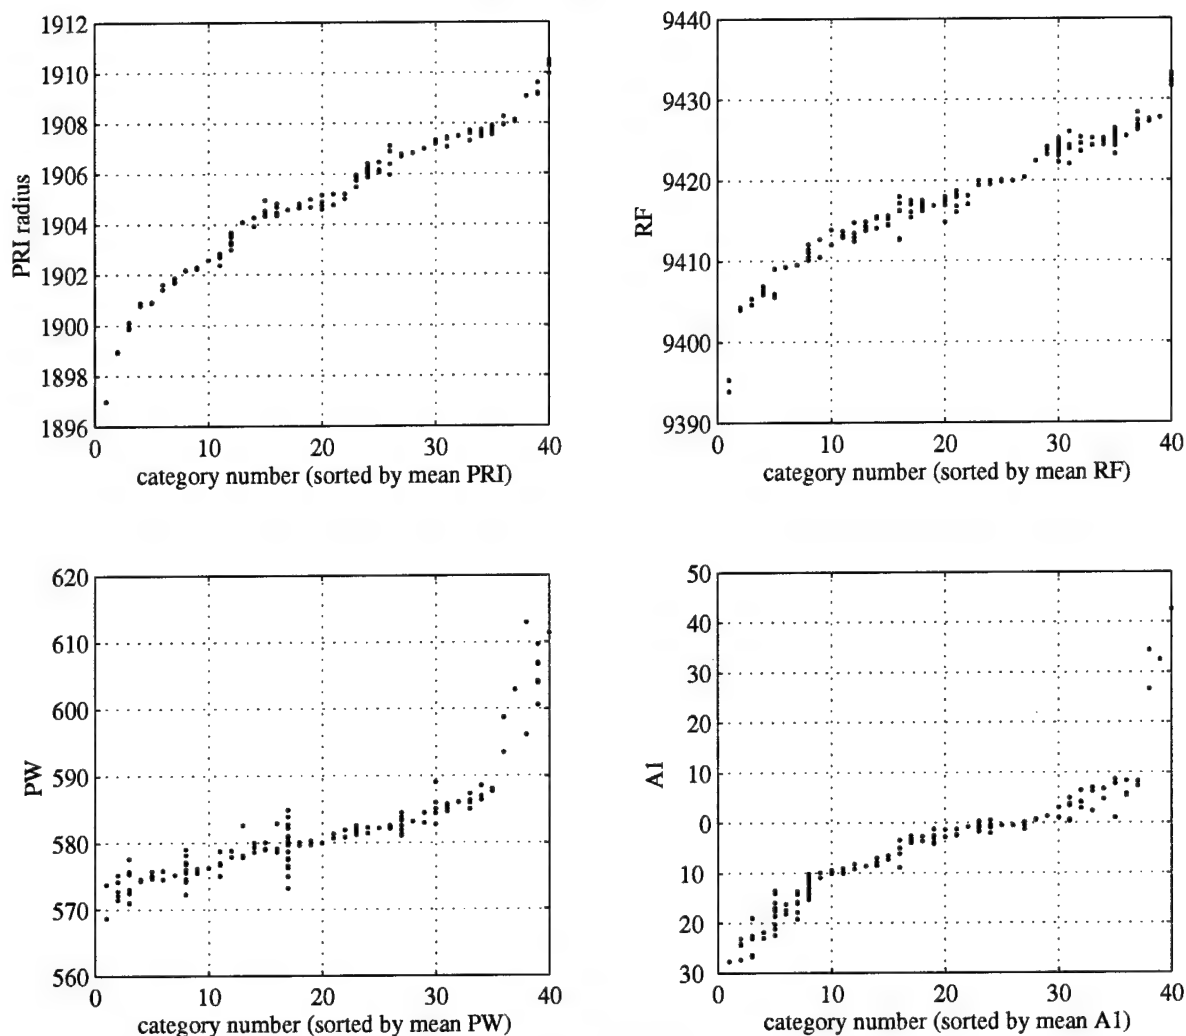 1912
1910
1908
1906
1904
1902
1900
1898
1896
PRI radius
0 10 20 30 40
category number (sorted by mean PRI)
9440
9430
9420
9410
9400
9390
RF
0 10 20 30 40
category number (sorted by mean RF)
620
610
600
590
580
570
560
PW
0 10 20 30 40
category number (sorted by mean PW)
50
40
30
20
10
0
10
20
30
A1
0 10 20 30 40
category number (sorted by mean A1)